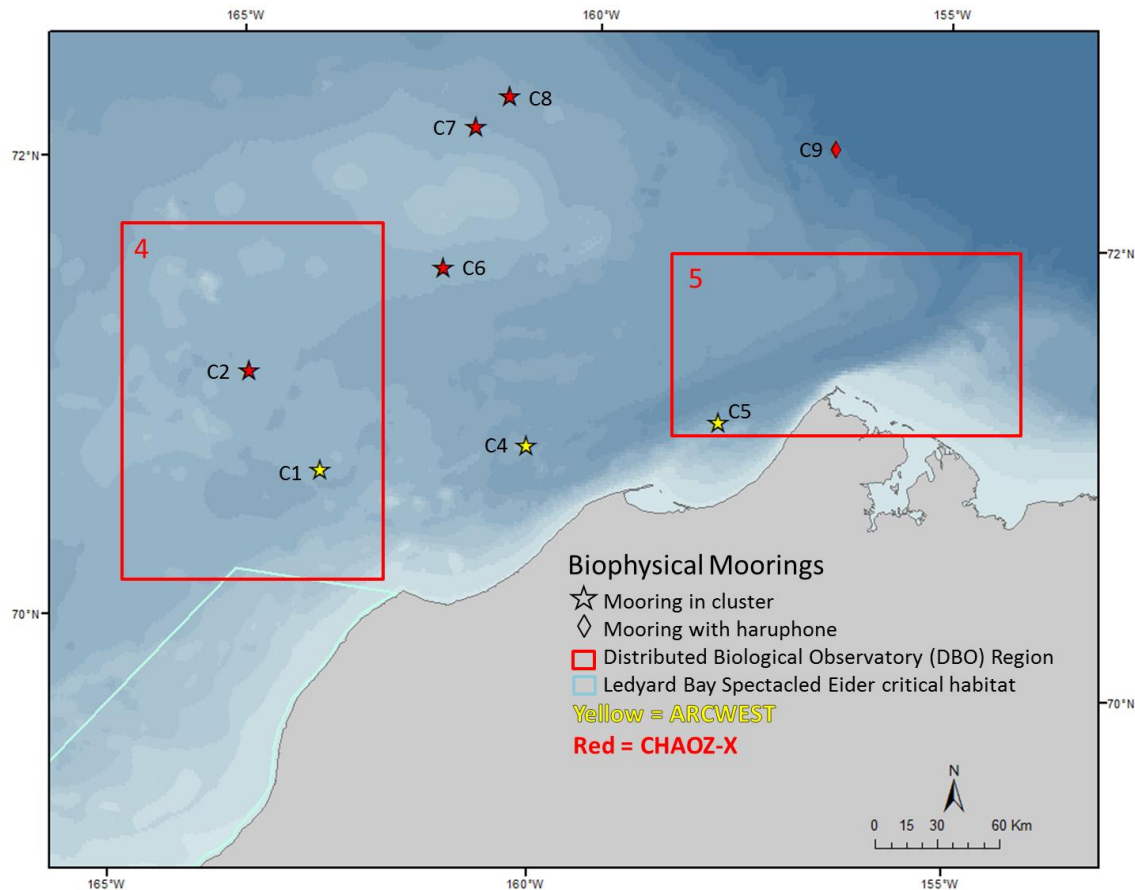 165°W 160°W 155°W
C8
C7
72°N
C9
4
72°N
C6
5
C2
C5
C4
C1
Biophysical Moorings
Mooring in cluster
Mooring with haruphone
70°N
Distributed Biological Observatory (DBO) Region
Ledyard Bay Spectacled Eider critical habitat
70°N
Yellow = ARCWEST
Red = CHAOZ-X
N
0 15 30 60 Km
165°W 160°W 155°W